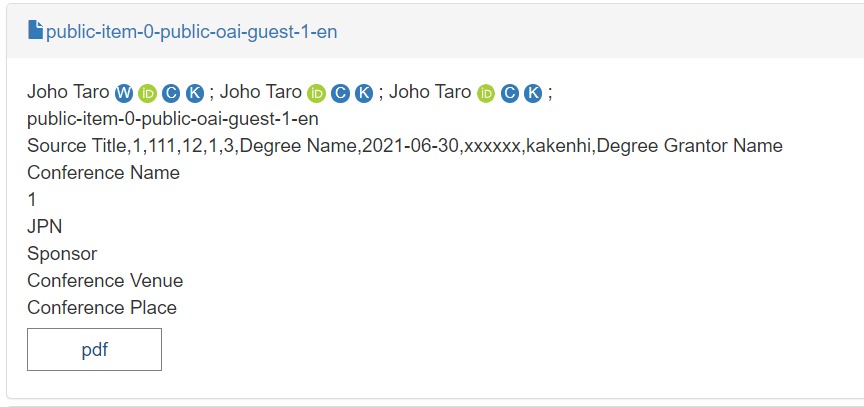 public-item-0-public-oai-guest-1-en
Joho Taro W iD C K ; Joho Taro iD C K ; Joho Taro iD C K ;
public-item-0-public-oai-guest-1-en
Source Title,1,111,12,1,3,Degree Name,2021-06-30,xxxxxx,kakenhi,Degree Grantor Name
Conference Name
1
JPN
Sponsor
Conference Venue
Conference Place
pdf